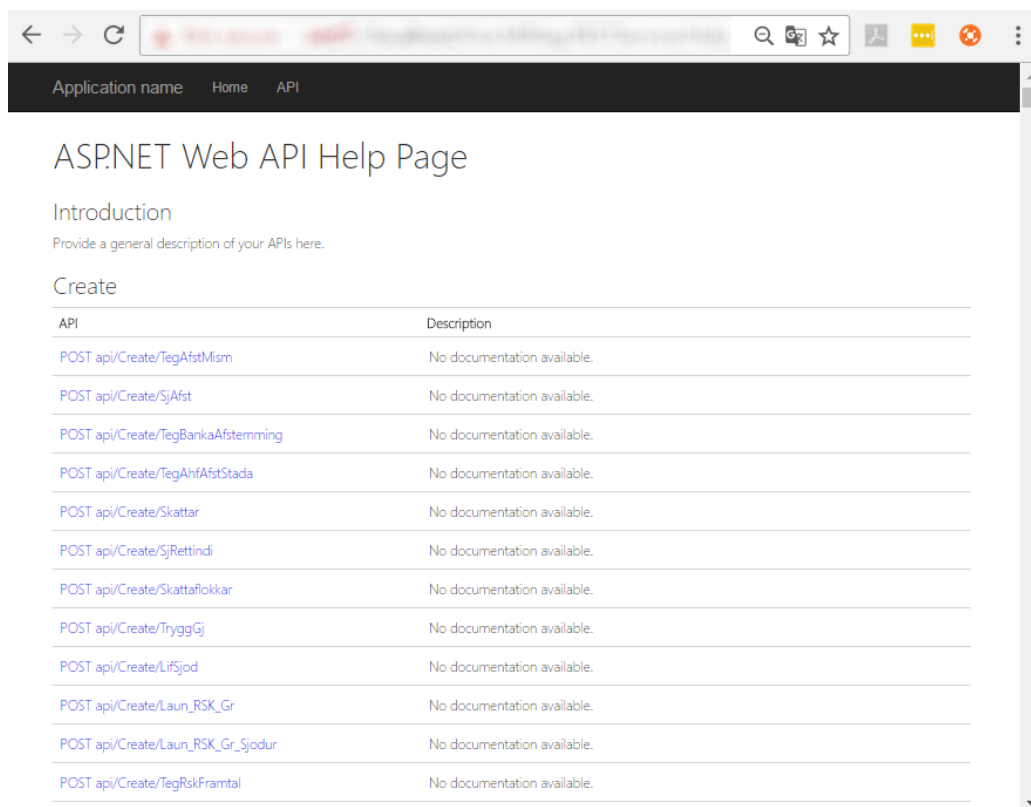 Application name Home API
ASP.NET Web API Help Page
Introduction
Provide a general description of your APIs here.
Create
API Description
POST api/Create/TegAfstMism No documentation available.
POST api/Create/SjAfst No documentation available.
POST api/Create/TegBankaAfstemming No documentation available.
POST api/Create/TegAhfAfstStada No documentation available.
POST api/Create/Skattar No documentation available.
POST api/Create/SjRettindi No documentation available.
POST api/Create/Skattaflokkar No documentation available.
POST api/Create/TryggGj No documentation available.
POST api/Create/LifSjod No documentation available.
POST api/Create/Laun_RSK_Gr No documentation available.
POST api/Create/Laun_RSK_Gr_Sjodur No documentation available.
POST api/Create/TegRskFramtal No documentation available.